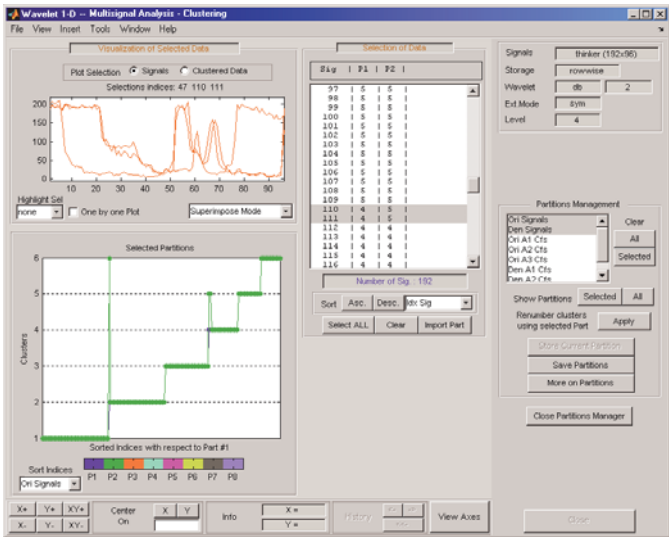 Wavelet 1-D -- Multisignal Analysis - Clustering
File View Insert Tools Window Help
Visualization of Selected Data
Plot Selection Signals Clustered Data
Selections indices: 47 110 111
200
150
100
50
0
10 20 30 40 50 60 70 80 90
Highlight Sel
none One by one Plot Superimpose Mode
Selected Partitions
6
5
4
3
2
1
Clusters
Sorted Indices with respect to Part #1
Sort Indices
Ori Signals
P1 P2 P3 P4 P5 P6 P7 P8
Selection of Data
Sig | P1 | P2 |
97 | 5 | 5 |
98 | 5 | 5 |
99 | 5 | 5 |
100 | 5 | 5 |
101 | 5 | 5 |
102 | 5 | 5 |
103 | 5 | 5 |
104 | 5 | 5 |
105 | 5 | 5 |
106 | 5 | 5 |
107 | 5 | 5 |
108 | 5 | 5 |
109 | 5 | 5 |
110 | 4 | 5 |
111 | 4 | 5 |
112 | 4 | 4 |
113 | 4 | 4 |
114 | 4 | 4 |
115 | 4 | 4 |
116 | 4 | 4 |
Number of Sig.: 192
Sort Asc. Desc. Idx Sig
Select ALL Clear Import Part
Signals thinker (192x96)
Storage rowwise
Wavelet db 2
Ext Mode sym
Level 4
Partitions Management
Ori Signals
Den Signals
Ori A1 Cfs
Ori A2 Cfs
Ori A3 Cfs
Den A1 Cfs
Den A2 Cfs
Clear
All
Selected
Show Partitions Selected All
Renumber clusters
using selected Part Apply
Store Current Partition
Save Partitions
More on Partitions
Close Partitions Manager
X+ Y+ XY+
X- Y- XY-
Center
On
X Y
Info
X =
Y =
History
View Axes
Close